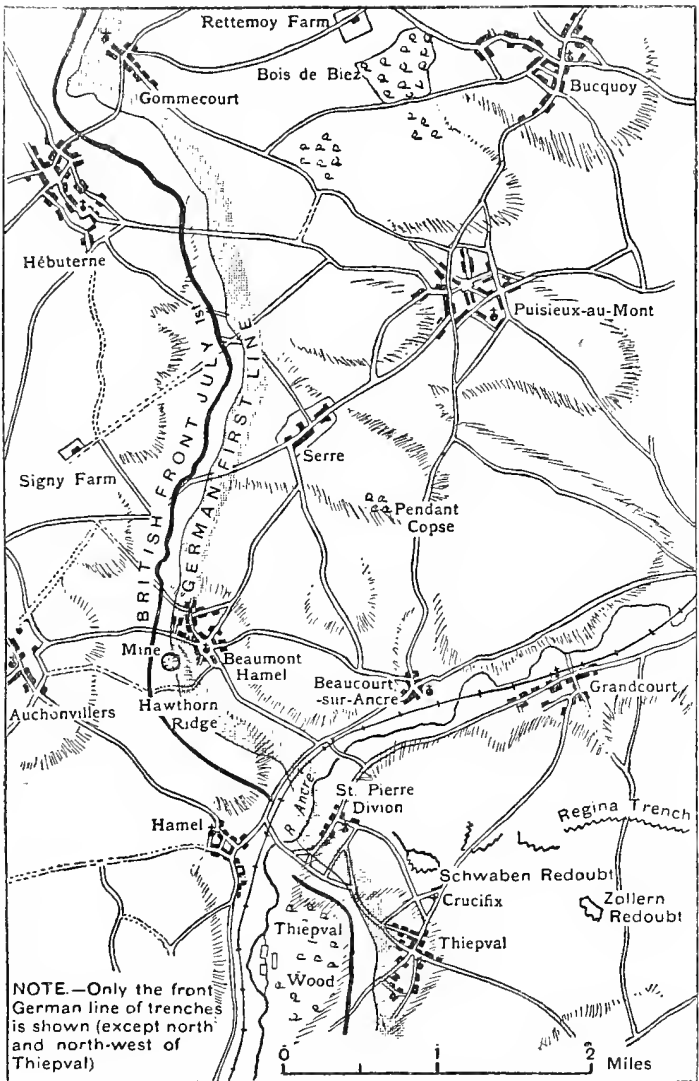 Rettemoy Farm
Bois de Biez
Gommecourt
Bucquoy
Hébuterne
Puisieux-au-Mont
BRITISH FRONT JULY 1st
GERMAN FIRST LINE
Serre
Signy Farm
Pendant
Copse
Mine
Beaumont
Hamel
Beaucourt
-sur-Ancre
Grandcourt
Auchonvillers
Hawthorn
Ridge
R. Ancre
St. Pierre
Divion
Hamel
Regina Trench
Schwaben Redoubt
Crucifix
Zollern
Redoubt
Thiepval
Wood
Thiepval
NOTE.—Only the front
German line of trenches
is shown (except north
and north-west of
Thiepval)
0 1 2 Miles